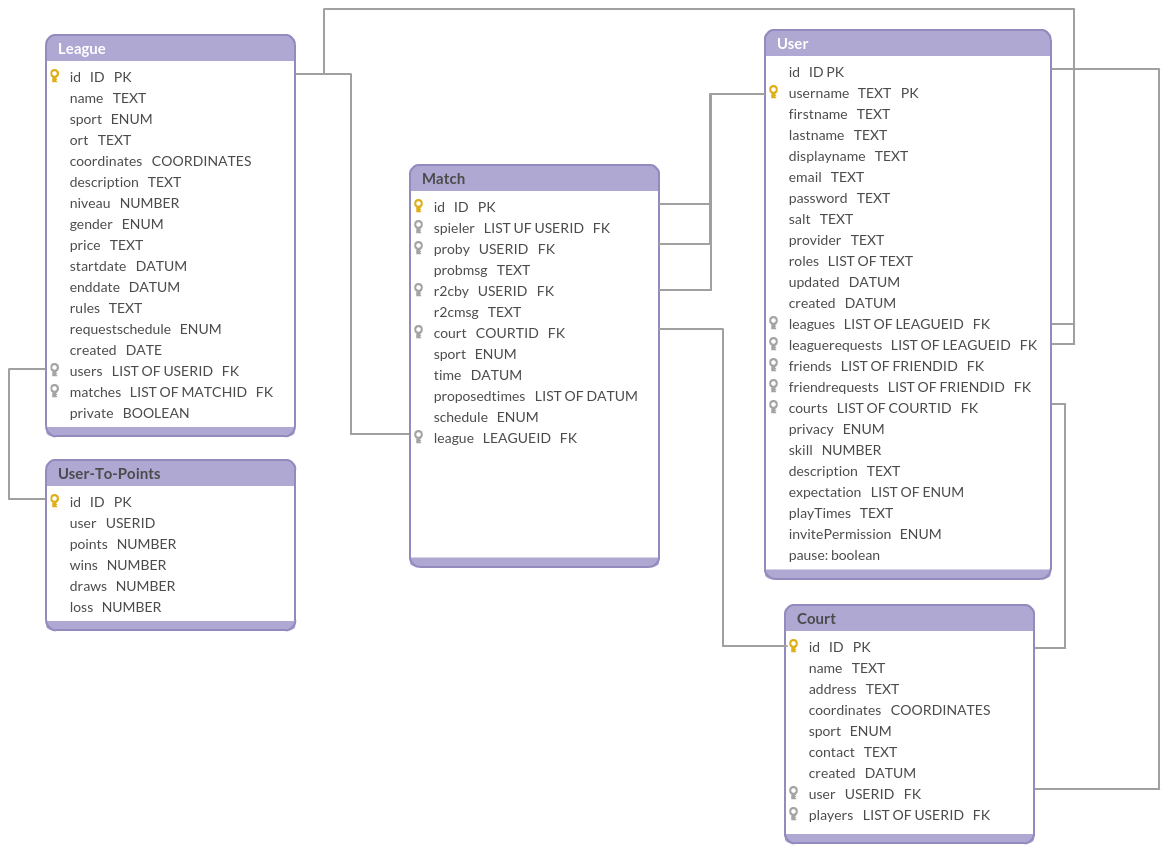 League
id ID PK
name TEXT
sport ENUM
ort TEXT
coordinates COORDINATES
description TEXT
niveau NUMBER
gender ENUM
price TEXT
startdate DATUM
enddate DATUM
rules TEXT
requestschedule ENUM
created DATE
users LIST OF USERID FK
matches LIST OF MATCHID FK
private BOOLEAN
User-To-Points
id ID PK
user USERID
points NUMBER
wins NUMBER
draws NUMBER
loss NUMBER
Match
id ID PK
spieler LIST UF USERID FK
proby USERID FK
probmsg TEXT
r2cby USERID FK
r2cmsg TEXT
court COURTID FK
sport ENUM
time DATUM
proposedtimes LIST OF DATUM
schedule ENUM
league LEAGUEID FK
User
id ID PK
username TEXT PK
firstname TEXT
lastname TEXT
displayname TEXT
email TEXT
password TEXT
salt TEXT
provider TEXT
roles LIST OF TEXT
updated DATUM
created DATUM
leagues LIST OF LEAGUEID FK
leaguerequests LIST OF LEAGUEID FK
friends LIST OF FRIENDID FK
friendrequests LIST OF FRIENDID FK
courts LIST OF COURTID FK
privacy ENUM
skill NUMBER
description TEXT
expectation LIST OF ENUM
playTimes TEXT
invitePermission ENUM
pause: boolean
Court
id ID PK
name TEXT
address TEXT
coordinates COORDINATES
sport ENUM
contact TEXT
created DATUM
user USERID FK
players LIST OF USERID FK